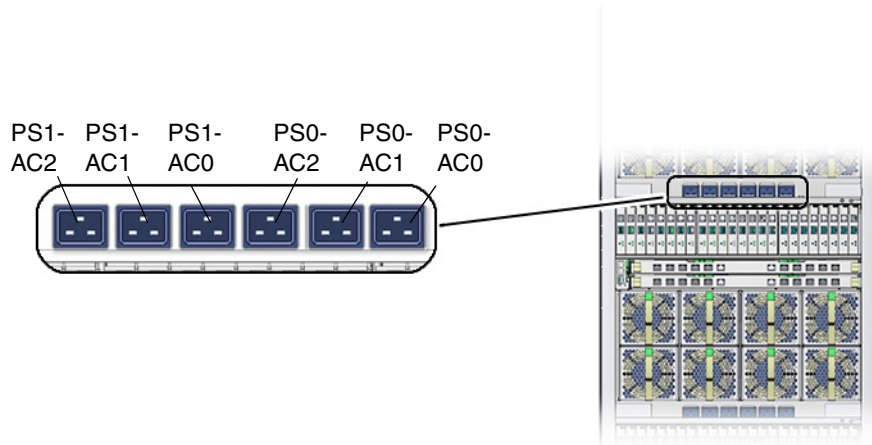 PS1- PS1- PS1- PS0- PS0- PS0-
AC2 AC1 AC0 AC2 AC1 AC0